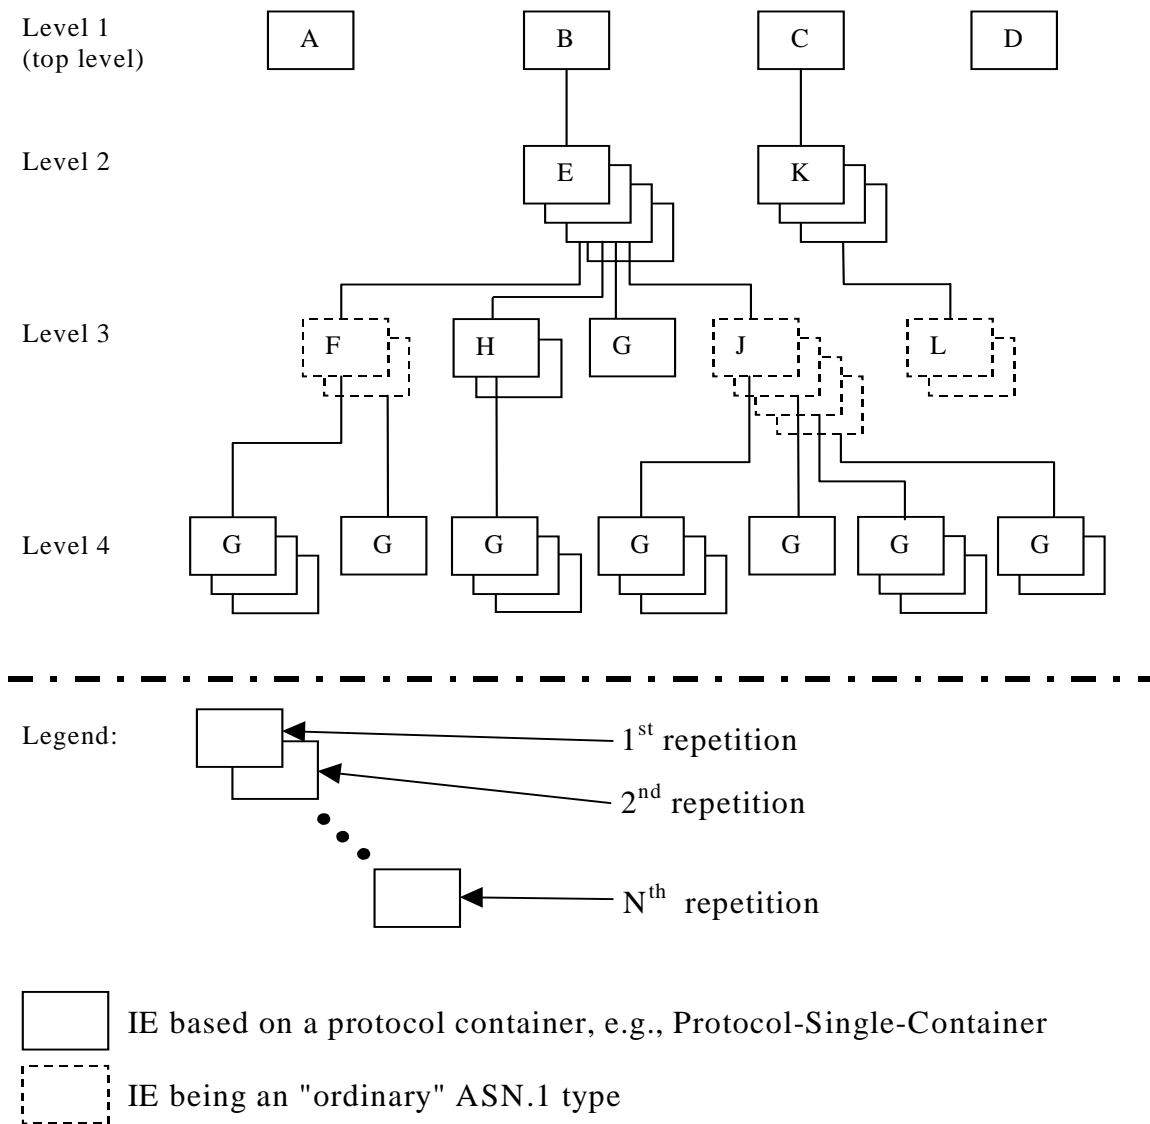 Level 1
(top level)
A
B
C
D
Level 2
E
K
Level 3
F
H
G
J
L
Level 4
G
G
G
G
G
G
G
Legend:
1st repetition
2nd repetition
Nth repetition
IE based on a protocol container, e.g., Protocol-Single-Container
IE being an "ordinary" ASN.1 type